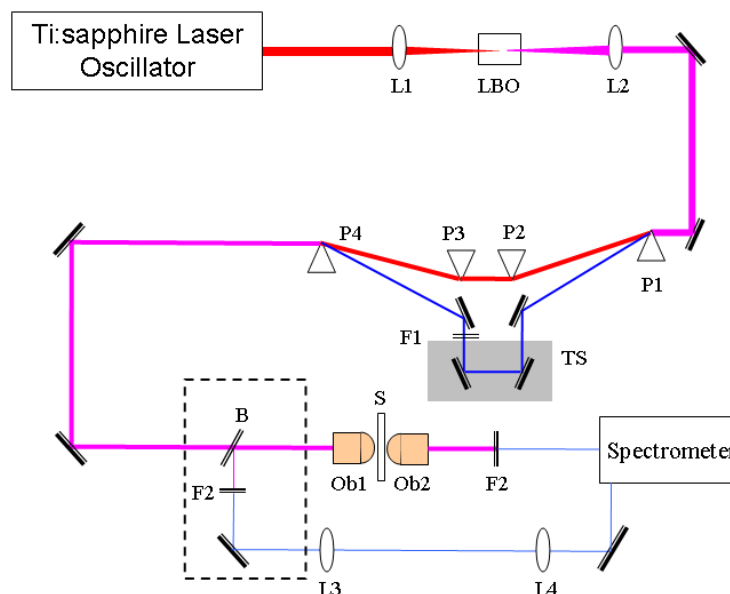 Ti:sapphire Laser
Oscillator
L1
LBO
L2
P4
P3
P2
P1
F1
TS
S
B
Ob1
Ob2
F2
F2
Spectrometer
L3
L4